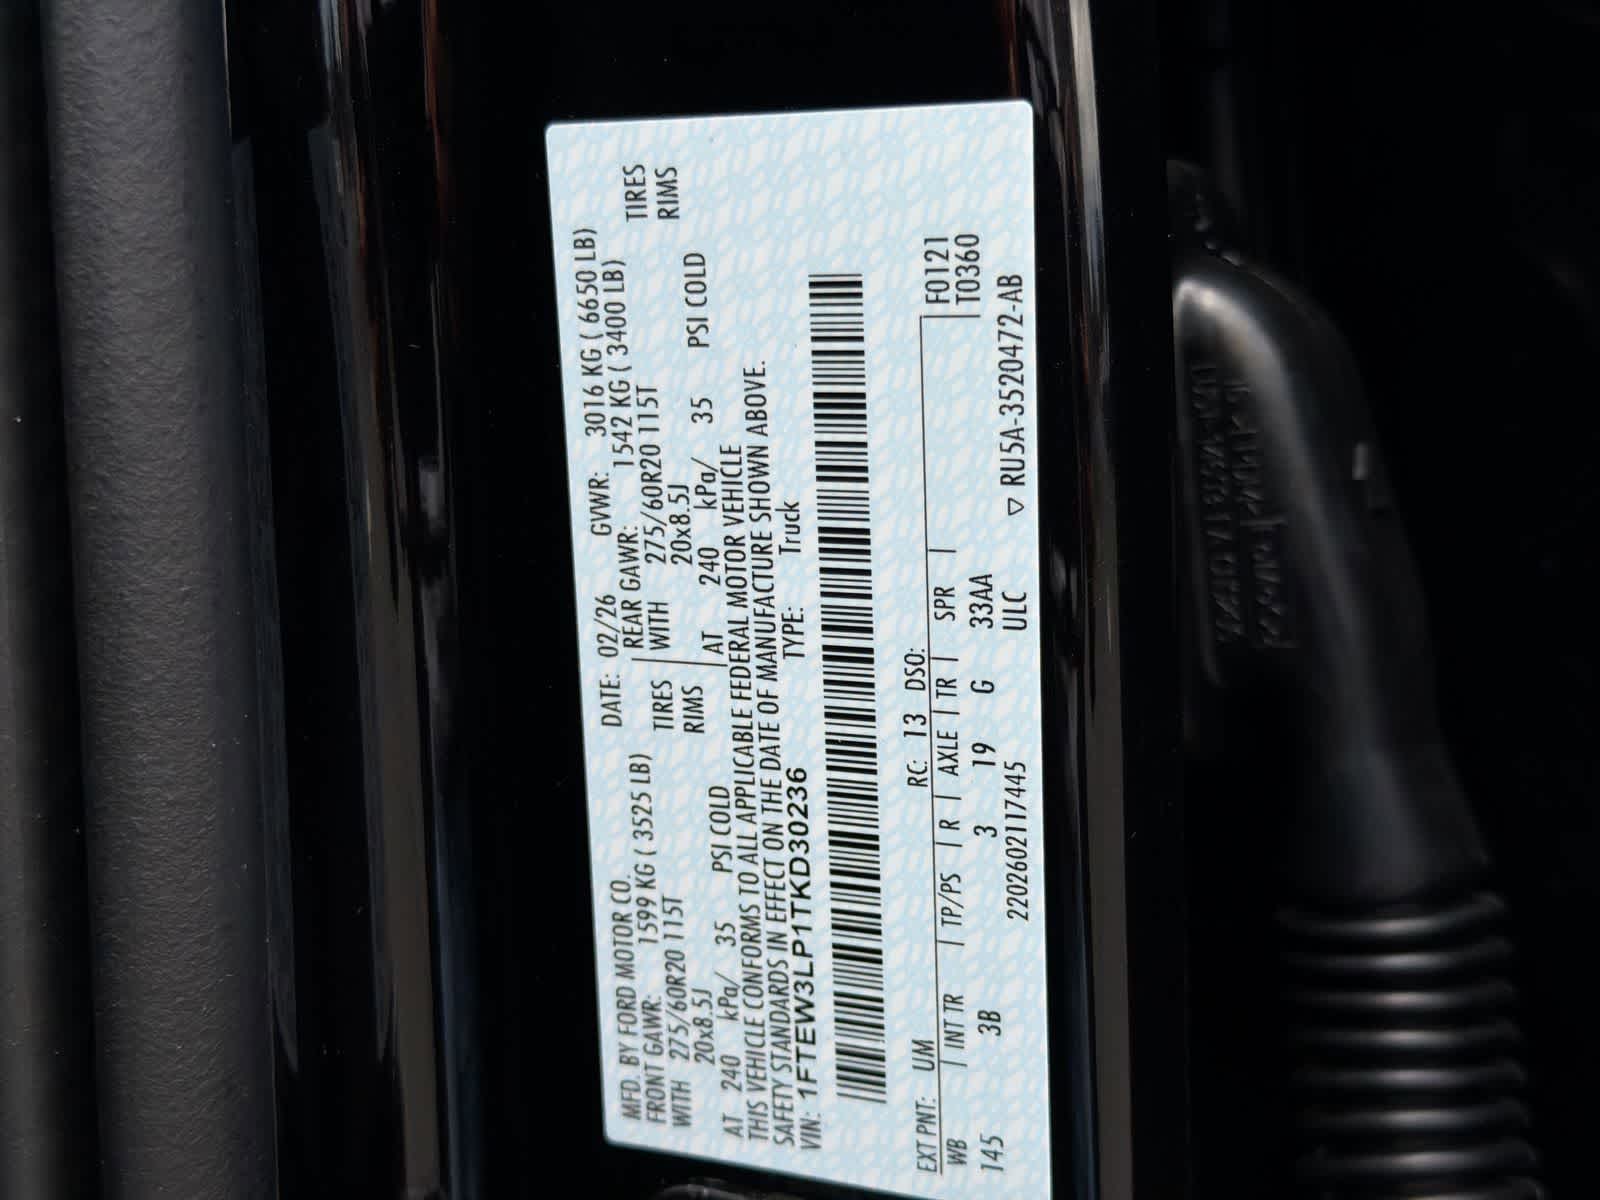 MFD. BY FORD MOTOR CO. DATE: 02/26 GVWR: 3016 KG ( 6650 LB)
FRONT GAWR: 1599 KG ( 3525 LB) REAR GAWR: 1542 KG ( 3400 LB)
WITH 275/60R20 115T TIRES WITH 275/60R20 115T TIRES
20x8.5J RIMS 20x8.5J RIMS
AT 240 kPa/ 35 PSI COLD AT 240 kPa/ 35 PSI COLD
THIS VEHICLE CONFORMS TO ALL APPLICABLE FEDERAL MOTOR VEHICLE
SAFETY STANDARDS IN EFFECT ON THE DATE OF MANUFACTURE SHOWN ABOVE.
VIN: 1FTEW3LP1TKD30236 TYPE: Truck
EXT PNT: UM RC: 13 DSO: F0121
WB | INT TR | TP/PS | R | AXLE | TR | SPR | T0360
145 3B 3 19 G 33AA
2202602117445 ULC ▽ RU5A-3520472-AB